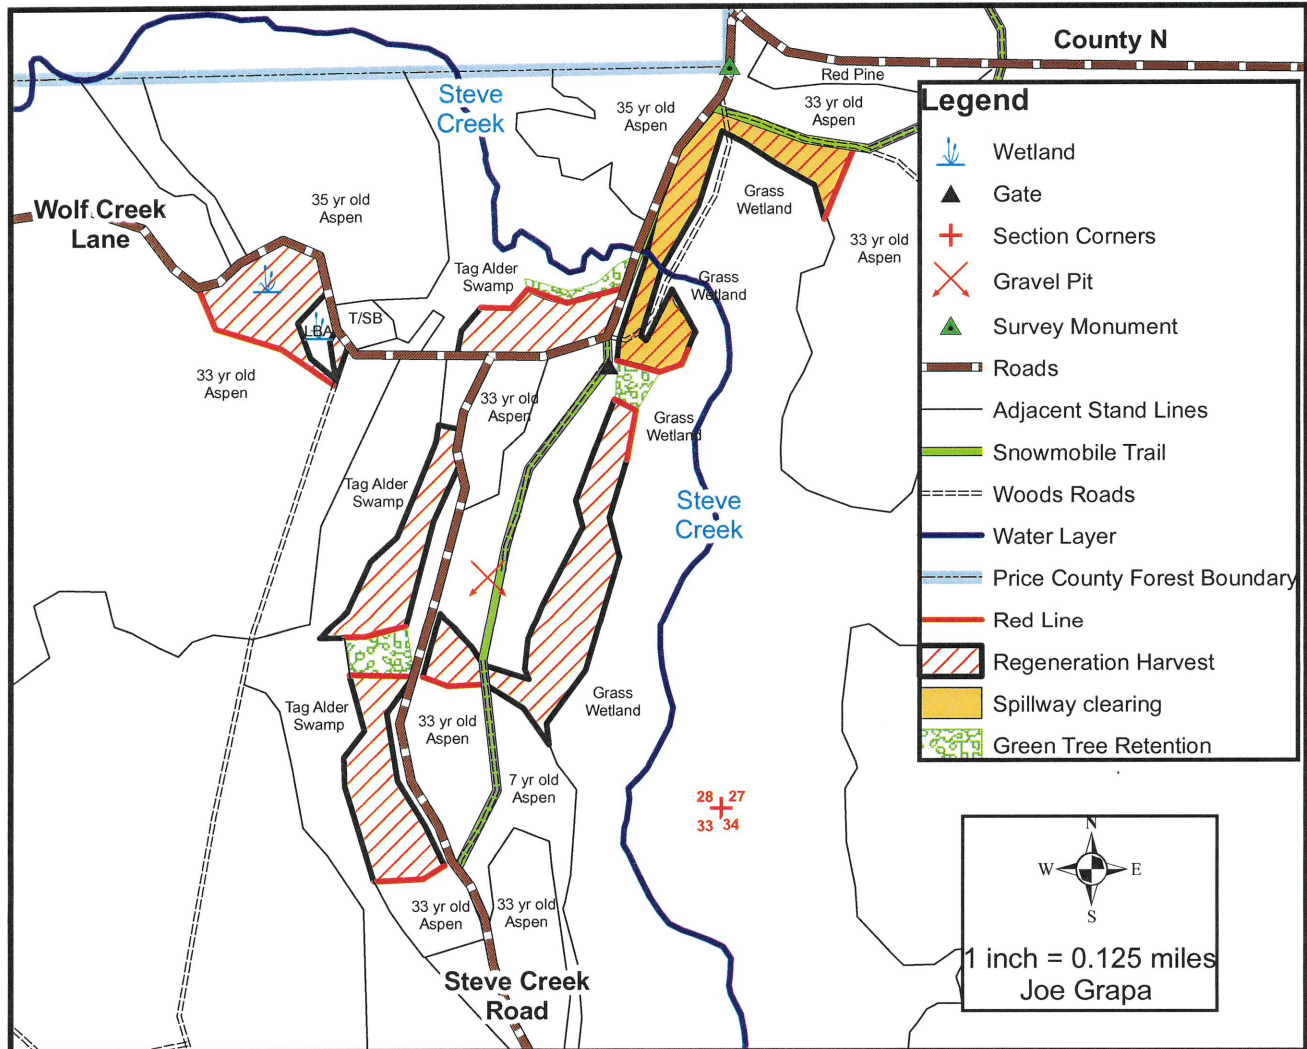 County N
Red Pine
33 yr old
Aspen
35 yr old
Aspen
Steve
Creek
Grass
Wetland
35 yr old
Aspen
Wolf Creek
Lane
33 yr old
Aspen
Tag Alder
Swamp
Grass
Wetland
T/SB
LBA
33 yr old
Aspen
33 yr old
Aspen
Grass
Wetland
Tag Alder
Swamp
Steve
Creek
Tag Alder
Swamp
33 yr old
Aspen
Grass
Wetland
7 yr old
Aspen
28 27
33 34
33 yr old
Aspen
33 yr old
Aspen
Steve Creek
Road
Legend
Wetland
Gate
Section Corners
Gravel Pit
Survey Monument
Roads
Adjacent Stand Lines
Snowmobile Trail
Woods Roads
Water Layer
Price County Forest Boundary
Red Line
Regeneration Harvest
Spillway clearing
Green Tree Retention
N
W E
S
1 inch = 0.125 miles
Joe Grapa